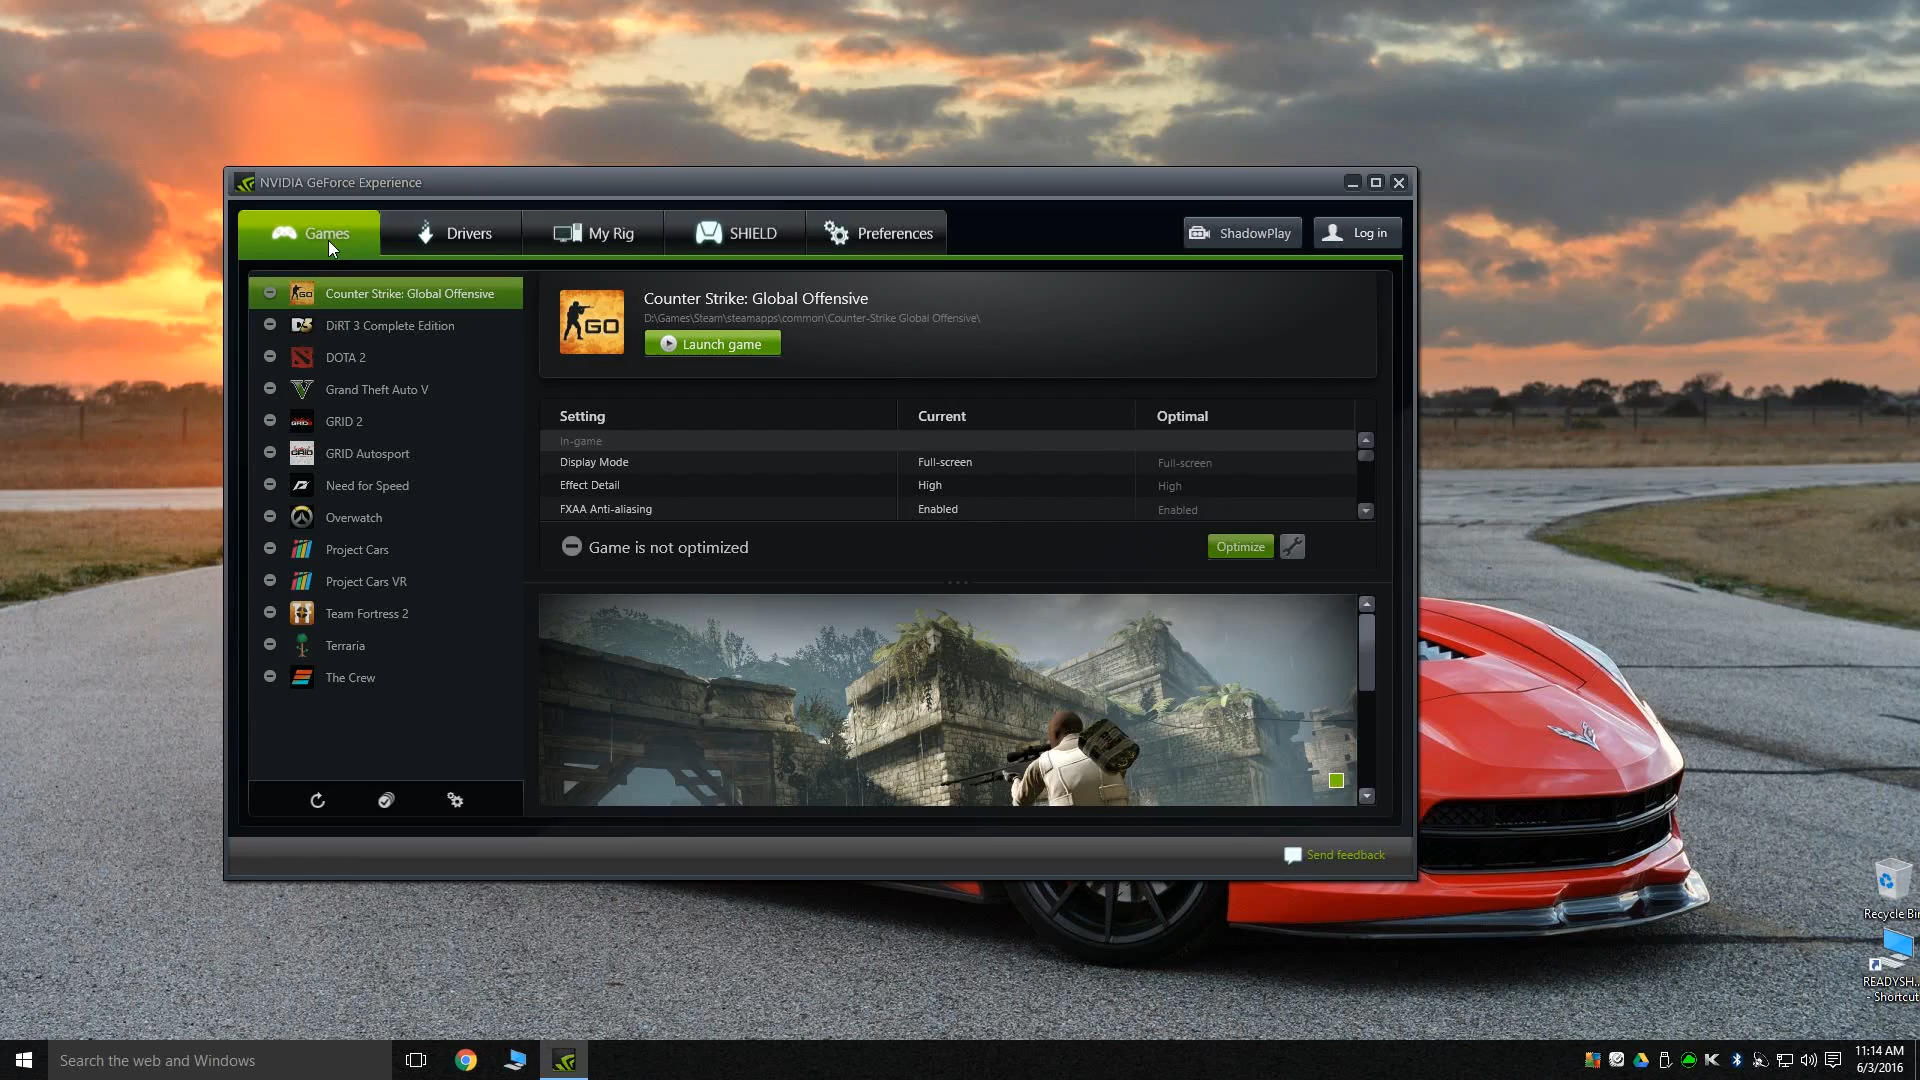 NVIDIA GeForce Experience
Games
Drivers
My Rig
SHIELD
Preferences
ShadowPlay
Log in
Counter Strike: Global Offensive
DiRT 3 Complete Edition
DOTA 2
Grand Theft Auto V
GRID 2
GRID Autosport
Need for Speed
Overwatch
Project Cars
Project Cars VR
Team Fortress 2
Terraria
The Crew
GO
Counter Strike: Global Offensive
D:\Games\Steam\steamapps\common\Counter-Strike Global Offensive\
Launch game
Setting Current Optimal
In-game
Display Mode Full-screen Full-screen
Effect Detail High High
FXAA Anti-aliasing Enabled Enabled
Game is not optimized
Optimize
Send feedback
Recycle Bin
READYSH...
- Shortcut
Search the web and Windows
11:14 AM
6/3/2016